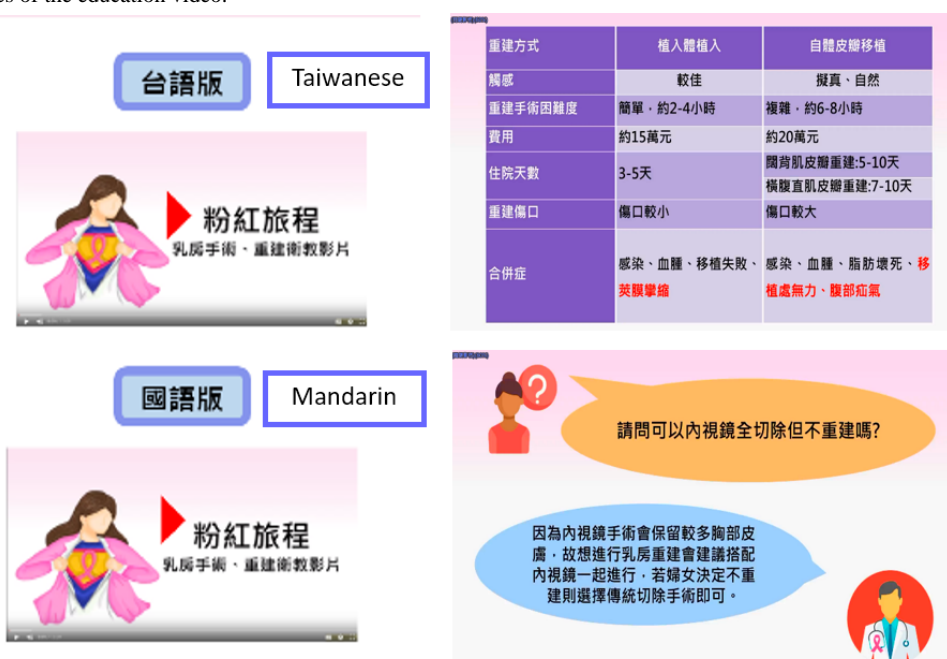 es of the education video.
台語版
Taiwanese
粉紅旅程
乳房手術、重建衛教影片
國語版
Mandarin
粉紅旅程
乳房手術、重建衛教影片
重建方式 植入體植入 自體皮瓣移植
觸感 較佳 擬真、自然
重建手術困難度 簡單，約2-4小時 複雜，約6-8小時
費用 約15萬元 約20萬元
住院天數 3-5天 闊背肌皮瓣重建:5-10天
橫腹直肌皮瓣重建:7-10天
重建傷口 傷口較小 傷口較大
合併症 感染、血腫、移植失敗、莢膜攣縮 感染、血腫、脂肪壞死、移植處無力、腹部疝氣
請問可以內視鏡全切除但不重建嗎?
因為內視鏡手術會保留較多胸部皮
膚，故想進行乳房重建會建議搭配
內視鏡一起進行，若婦女決定不重
建則選擇傳統切除手術即可。